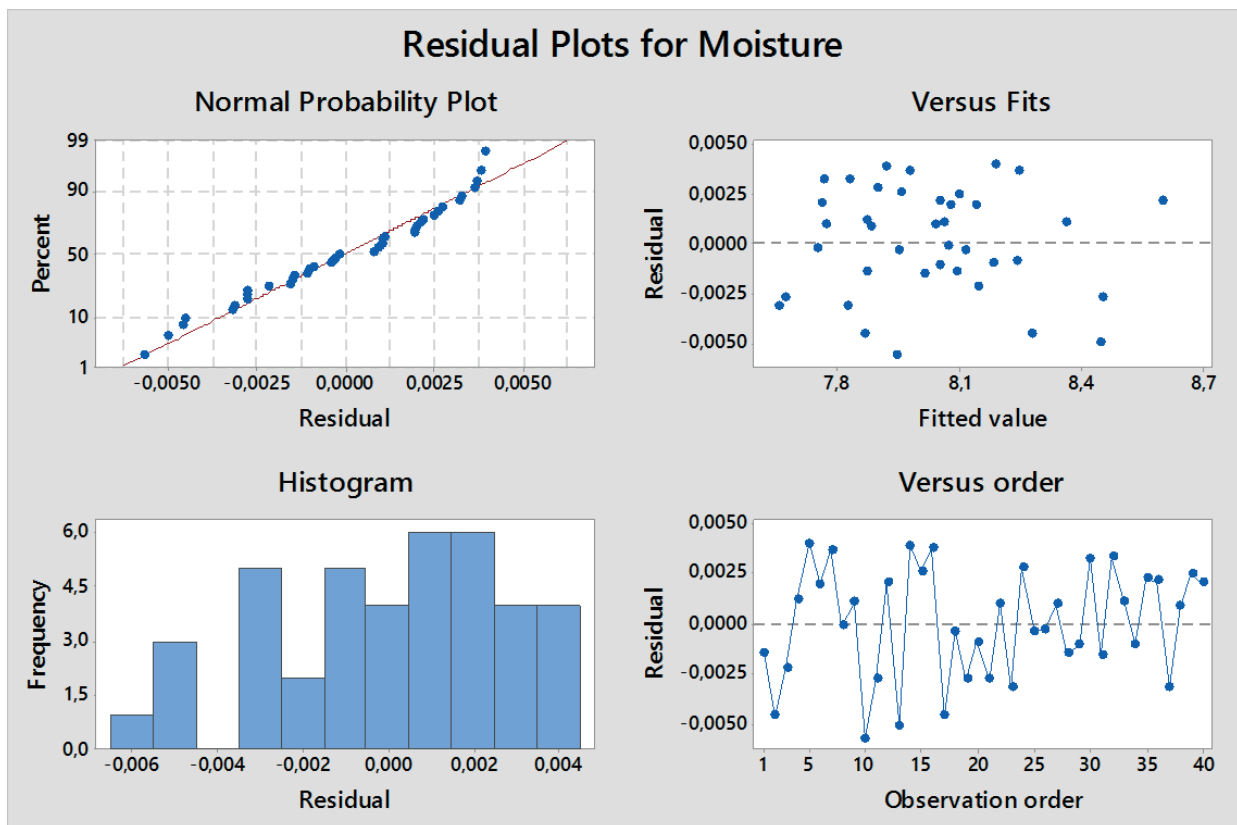 Residual Plots for Moisture
Normal Probability Plot
99
90
50
10
1
Percent
-0,0050 -0,0025 0,0000 0,0025 0,0050
Residual
Versus Fits
0,0050
0,0025
0,0000
-0,0025
-0,0050
Residual
7,8 8,1 8,4 8,7
Fitted value
Histogram
6,0
4,5
3,0
1,5
0,0
Frequency
-0,006 -0,004 -0,002 0,000 0,002 0,004
Residual
Versus order
0,0050
0,0025
0,0000
-0,0025
-0,0050
Residual
1 5 10 15 20 25 30 35 40
Observation order